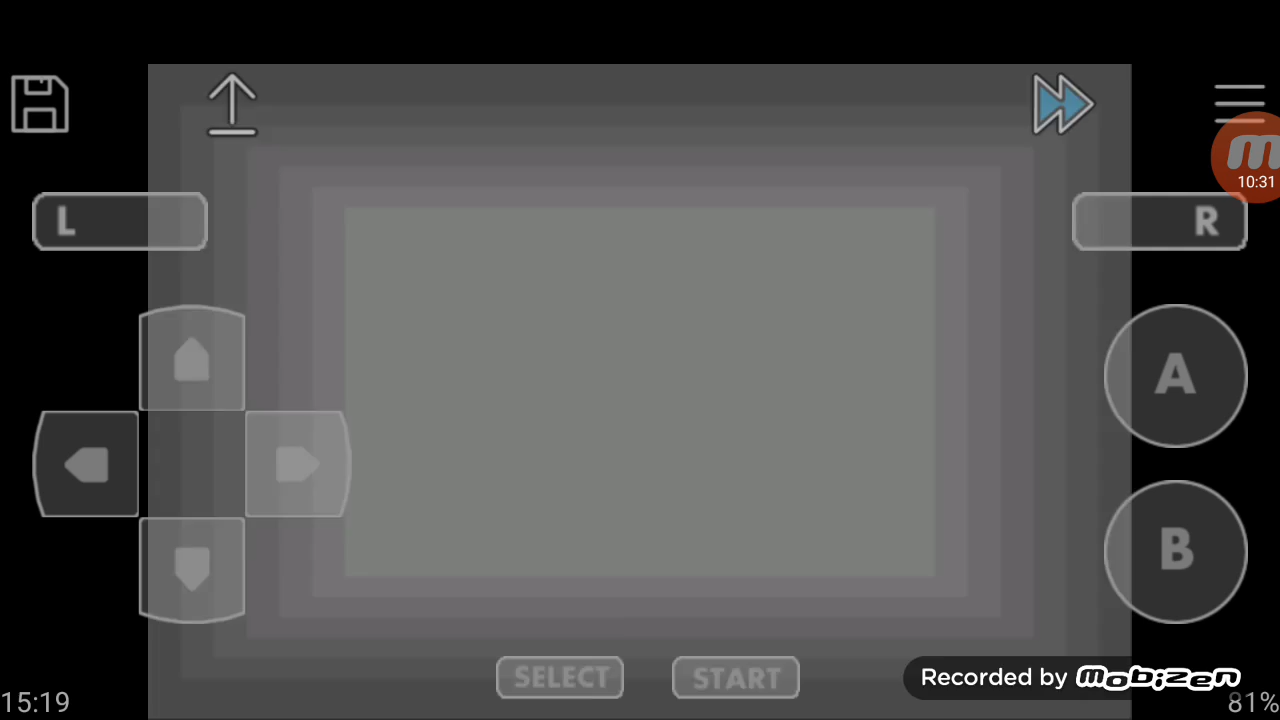 10:31
L
R
A
B
SELECT
START
Recorded by mobizen
15:19
81%